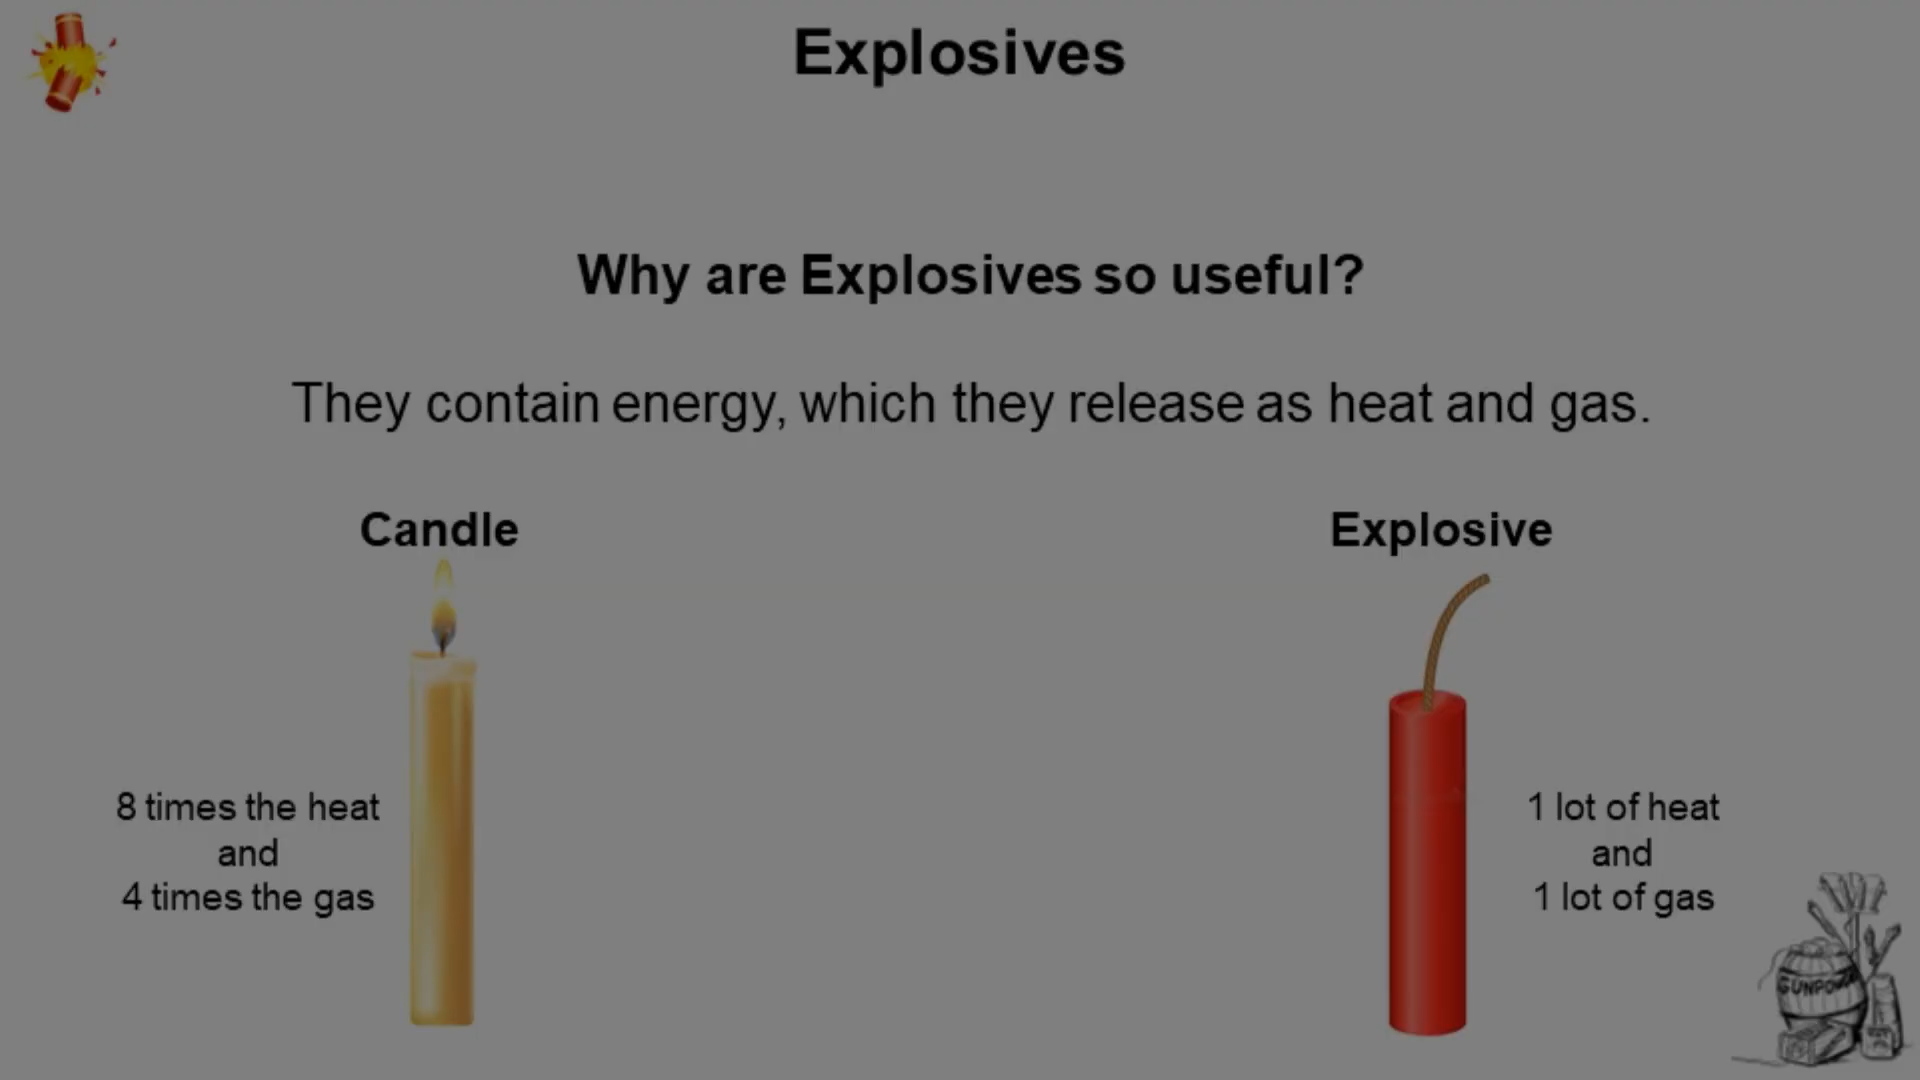 Explosives
Why are Explosives so useful?
They contain energy, which they release as heat and gas.
Candle
Explosive
8 times the heat
and
4 times the gas
1 lot of heat
and
1 lot of gas